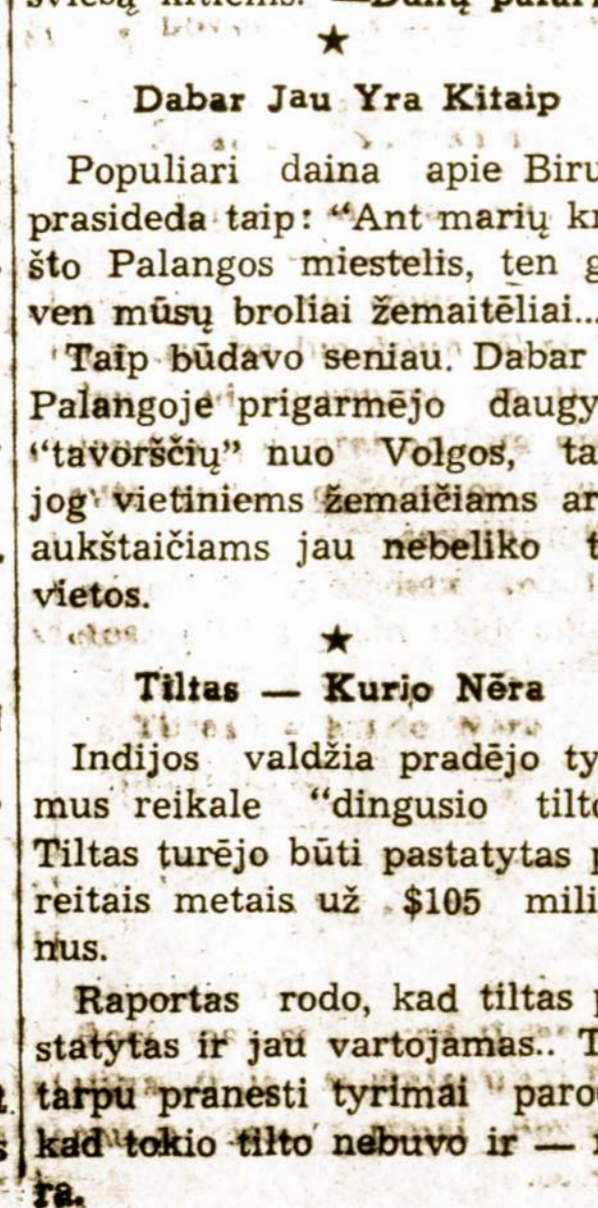 šviesą kitiems. —Dainų
★
Dabar Jau Yra Kitaip
Populiari daina apie Biru
prasideda taip: “Ant marių kr
što Palangos miestelis, ten g
ven mūsų broliai žemaitėliai...
Taip būdavo seniau. Dabar
Palangoje prigarmėjo daugy
“tavorščių” nuo Volgos, ta
jog vietiniems žemaičiams ar
aukštaičiams jau nebeliko t
vietos.
★
Tiltas — Kurio Nėra
Indijos valdžia pradėjo ty
mus reikale “dingusio tilto
Tiltas turėjo būti pastatytas p
reitais metais už $105 mili
nus.
Raportas rodo, kad tiltas p
statytas ir jau vartojamas.. T
tarpu pranesti tyrimai paro
kad tokio tilto nebuvo ir — n
ra.